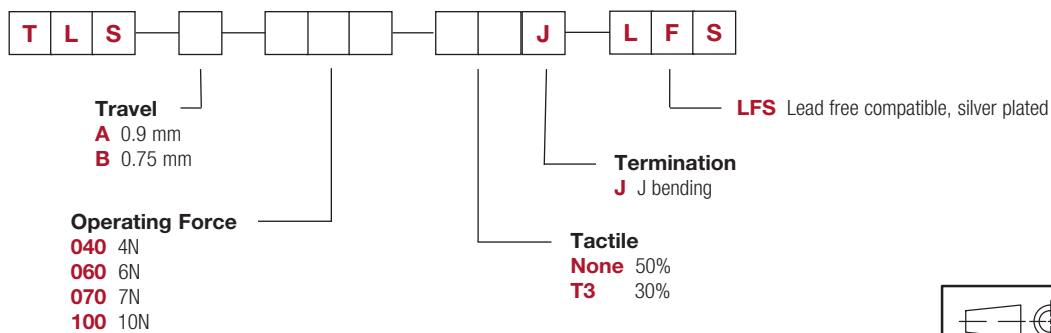 T L S J L F S
Travel
A 0.9 mm
B 0.75 mm
LFS Lead free compatible, silver plated
Termination
J J bending
Operating Force
040 4N
060 6N
070 7N
100 10N
Tactile
None 50%
T3 30%